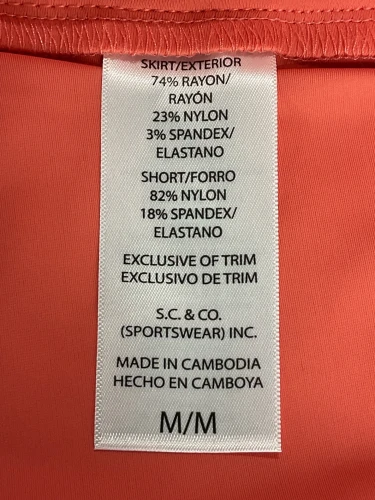 SKIRT/EXTERIOR
74% RAYON/
RAYÓN
23% NYLON
3% SPANDEX/
ELASTANO
SHORT/FORRO
82% NYLON
18% SPANDEX/
ELASTANO
EXCLUSIVE OF TRIM
EXCLUSIVO DE TRIM
S.C. & CO.
(SPORTSWEAR) INC.
MADE IN CAMBODIA
HECHO EN CAMBOYA
M/M